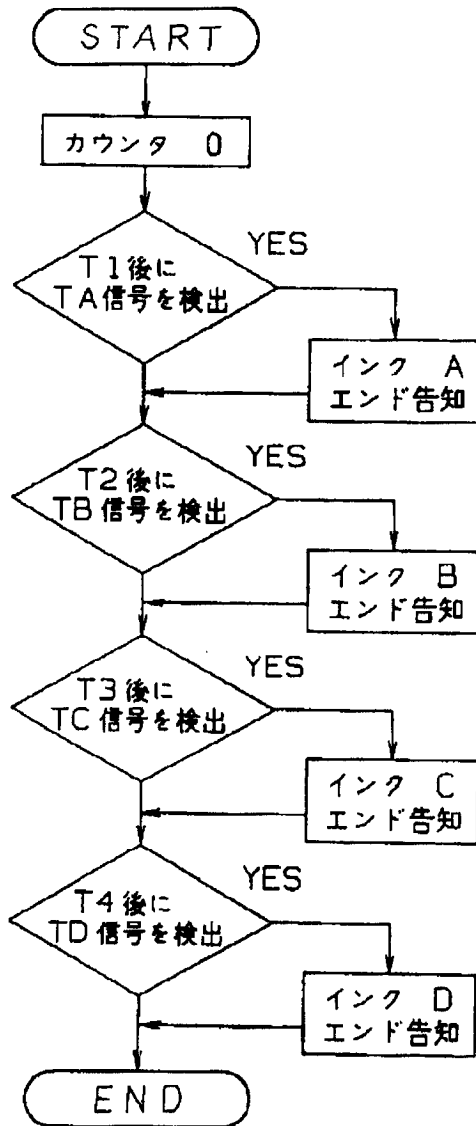 START
カウンタ 0
YES
T1後に
TA信号を検出
インク A
エンド告知
YES
T2後に
TB信号を検出
インク B
エンド告知
YES
T3後に
TC信号を検出
インク C
エンド告知
YES
T4後に
TD信号を検出
インク D
エンド告知
END